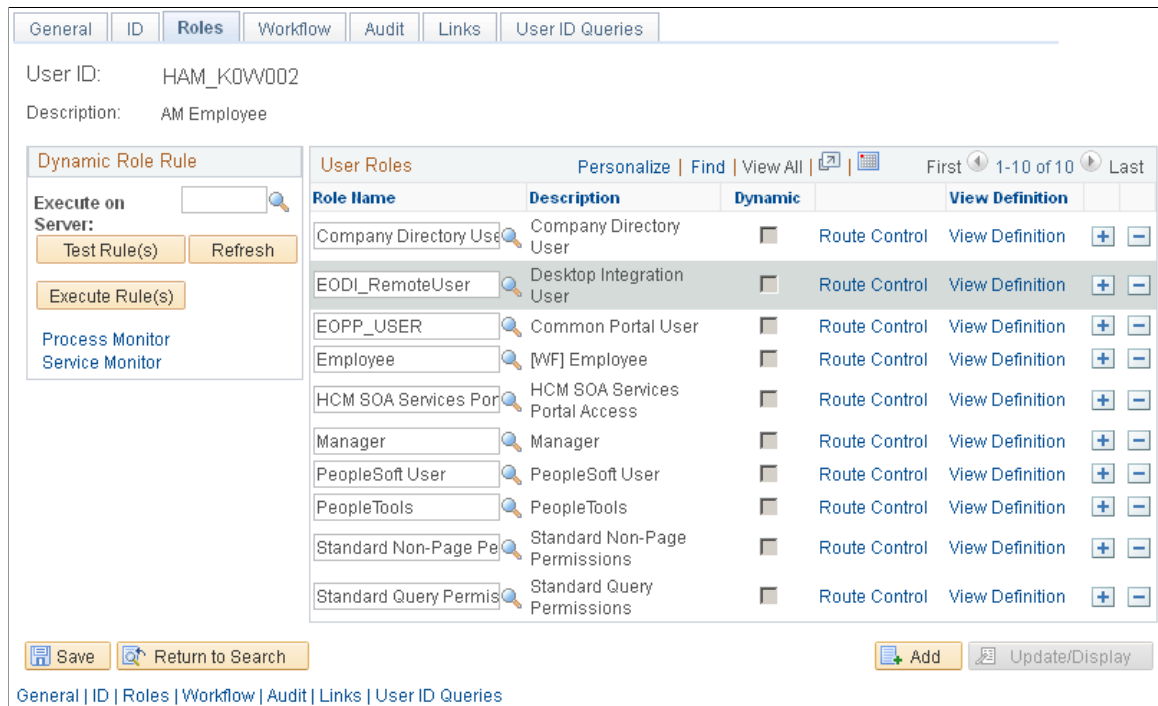 General ID Roles Workflow Audit Links User ID Queries
User ID: HAM_K0W002
Description: AM Employee
Dynamic Role Rule
Execute on
Server:
Test Rule(s) Refresh
Execute Rule(s)
Process Monitor
Service Monitor
User Roles Personalize | Find | View All | | First 1-10 of 10 Last
Role Name Description Dynamic View Definition
Company Directory Use Company Directory
User Route Control View Definition
EODI_RemoteUser Desktop Integration
User Route Control View Definition
EOPP_USER Common Portal User Route Control View Definition
Employee [WF] Employee Route Control View Definition
HCM SOA Services Por HCM SOA Services
Portal Access Route Control View Definition
Manager Manager Route Control View Definition
PeopleSoft User PeopleSoft User Route Control View Definition
PeopleTools PeopleTools Route Control View Definition
Standard Non-Page Pe Standard Non-Page
Permissions Route Control View Definition
Standard Query Permis Standard Query
Permissions Route Control View Definition
Save Return to Search Add Update/Display
General | ID | Roles | Workflow | Audit | Links | User ID Queries